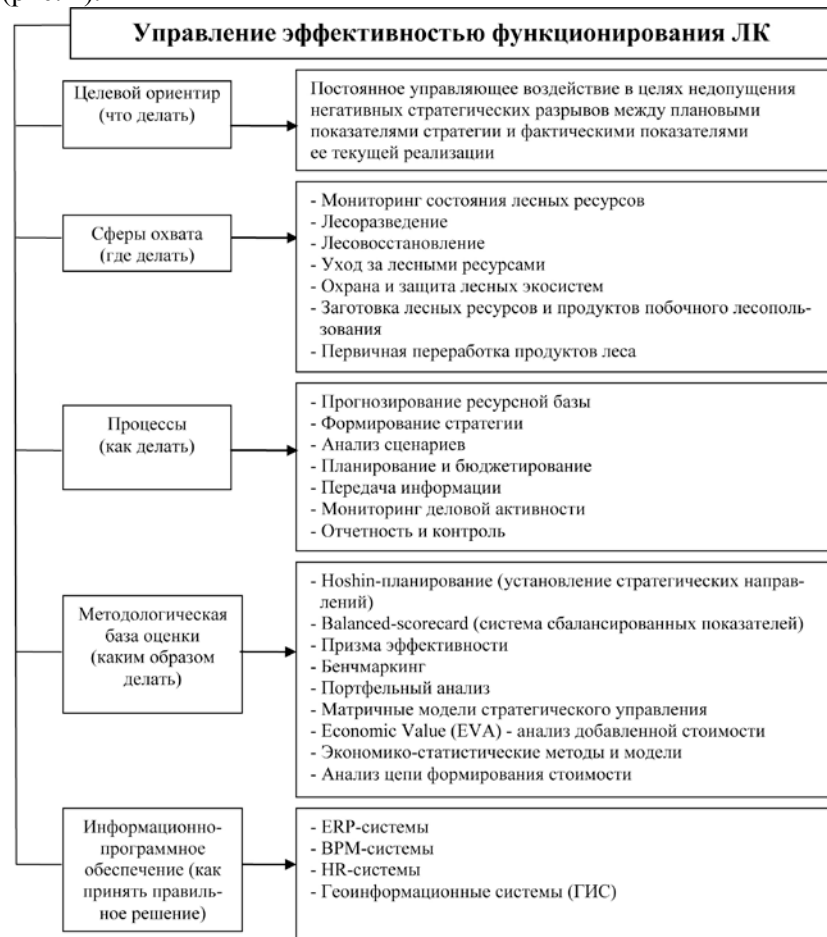 Управление эффективностью функционирования ЛК
Целевой ориентир
(что делать)
Постоянное управляющее воздействие в целях недопущения
негативных стратегических разрывов между плановыми
показателями стратегии и фактическими показателями
ее текущей реализации
Сферы охвата
(где делать)
- Мониторинг состояния лесных ресурсов
- Лесоразведение
- Лесовосстановление
- Уход за лесными ресурсами
- Охрана и защита лесных экосистем
- Заготовка лесных ресурсов и продуктов побочного лесополь-
зования
- Первичная переработка продуктов леса
Процессы
(как делать)
- Прогнозирование ресурсной базы
- Формирование стратегии
- Анализ сценариев
- Планирование и бюджетирование
- Передача информации
- Мониторинг деловой активности
- Отчетность и контроль
Методологическая
база оценки
(каким образом
делать)
- Hoshin-планирование (установление стратегических направ-
лений)
- Balanced-scorecard (система сбалансированных показателей)
- Призма эффективности
- Бенчмаркинг
- Портфельный анализ
- Матричные модели стратегического управления
- Economic Value (EVA) - анализ добавленной стоимости
- Экономико-статистические методы и модели
- Анализ цепи формирования стоимости
Информационно-
программное
обеспечение (как
принять правиль-
ное решение)
- ERP-системы
- BPM-системы
- HR-системы
- Геоинформационные системы (ГИС)